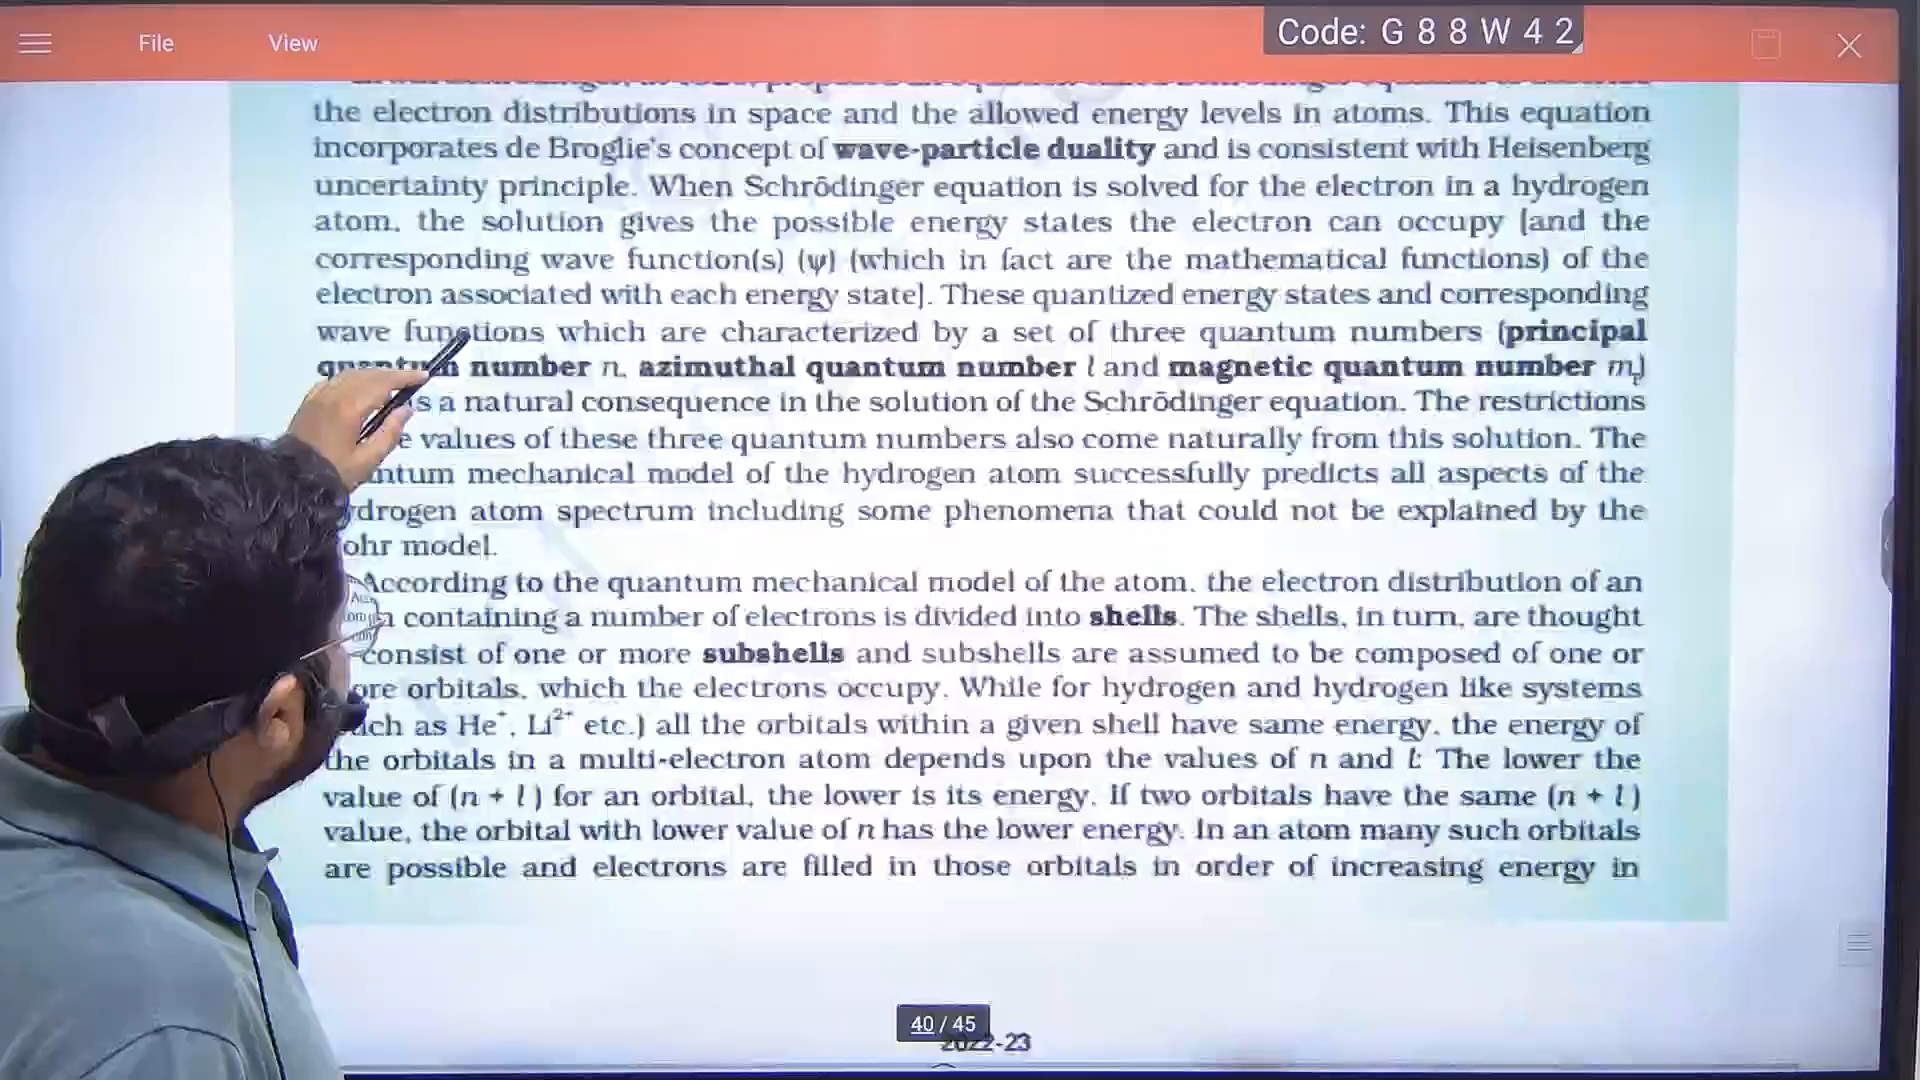 File View Code: G 8 8 W 4 2
the electron distributions in space and the allowed energy levels in atoms. This equation
incorporates de Broglie's concept of wave-particle duality and is consistent with Heisenberg
uncertainty principle. When Schrödinger equation is solved for the electron in a hydrogen
atom, the solution gives the possible energy states the electron can occupy [and the
corresponding wave function(s) (ψ) (which in fact are the mathematical functions) of the
electron associated with each energy state]. These quantized energy states and corresponding
wave functions which are characterized by a set of three quantum numbers (principal
quantum number n, azimuthal quantum number l and magnetic quantum number mₗ)
s a natural consequence in the solution of the Schrödinger equation. The restrictions
e values of these three quantum numbers also come naturally from this solution. The
ntum mechanical model of the hydrogen atom successfully predicts all aspects of the
drogen atom spectrum including some phenomena that could not be explained by the
ohr model.
According to the quantum mechanical model of the atom, the electron distribution of an
containing a number of electrons is divided into shells. The shells, in turn, are thought
consist of one or more subshells and subshells are assumed to be composed of one or
ore orbitals, which the electrons occupy. While for hydrogen and hydrogen like systems
uch as He⁺, Li²⁺ etc.) all the orbitals within a given shell have same energy, the energy of
the orbitals in a multi-electron atom depends upon the values of n and l: The lower the
value of (n + l ) for an orbital, the lower is its energy. If two orbitals have the same (n + l )
value, the orbital with lower value of n has the lower energy. In an atom many such orbitals
are possible and electrons are filled in those orbitals in order of increasing energy in
40 / 45
2022-23